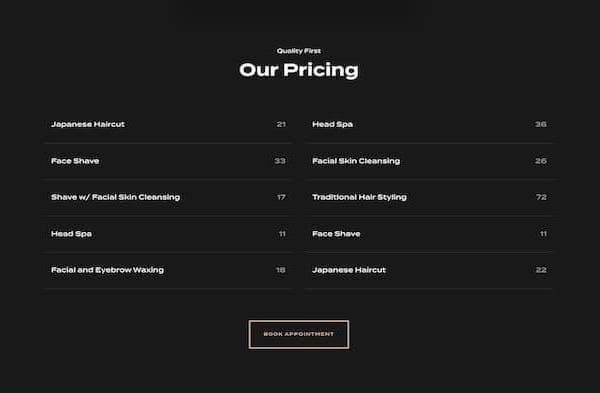 Quality First
Our Pricing
Japanese Haircut 21
Face Shave 33
Shave w/ Facial Skin Cleansing 17
Head Spa 11
Facial and Eyebrow Waxing 18
Head Spa 36
Facial Skin Cleansing 26
Traditional Hair Styling 72
Face Shave 11
Japanese Haircut 22
BOOK APPOINTMENT